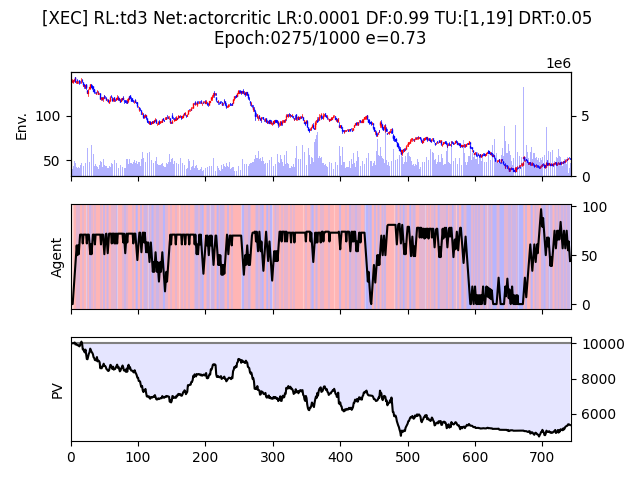 [XEC] RL:td3 Net:actorcritic LR:0.0001 DF:0.99 TU:[1,19] DRT:0.05
Epoch:0275/1000 e=0.73
1e6
Env.
100
50
5
0
Agent
100
50
0
PV
10000
8000
6000
0 100 200 300 400 500 600 700